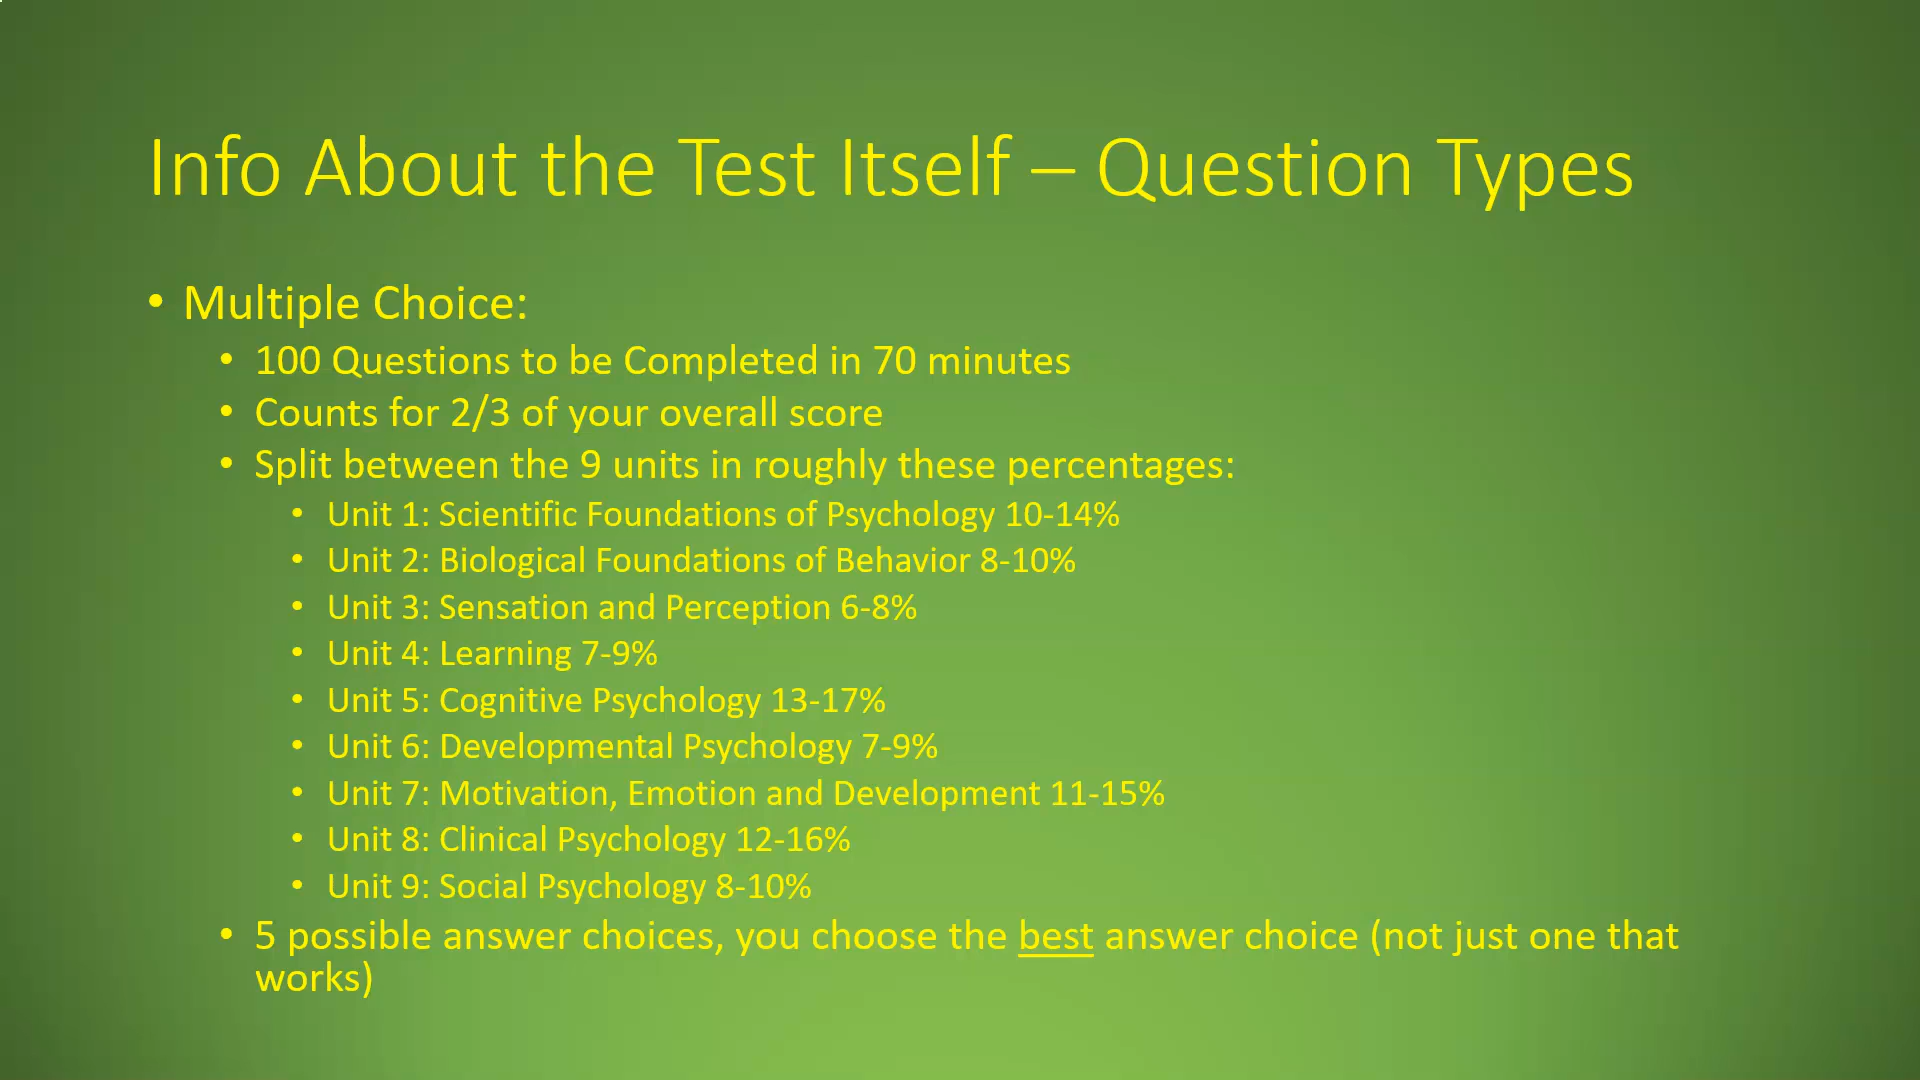 Info About the Test Itself – Question Types
• Multiple Choice:
• 100 Questions to be Completed in 70 minutes
• Counts for 2/3 of your overall score
• Split between the 9 units in roughly these percentages:
• Unit 1: Scientific Foundations of Psychology 10-14%
• Unit 2: Biological Foundations of Behavior 8-10%
• Unit 3: Sensation and Perception 6-8%
• Unit 4: Learning 7-9%
• Unit 5: Cognitive Psychology 13-17%
• Unit 6: Developmental Psychology 7-9%
• Unit 7: Motivation, Emotion and Development 11-15%
• Unit 8: Clinical Psychology 12-16%
• Unit 9: Social Psychology 8-10%
• 5 possible answer choices, you choose the best answer choice (not just one that
works)